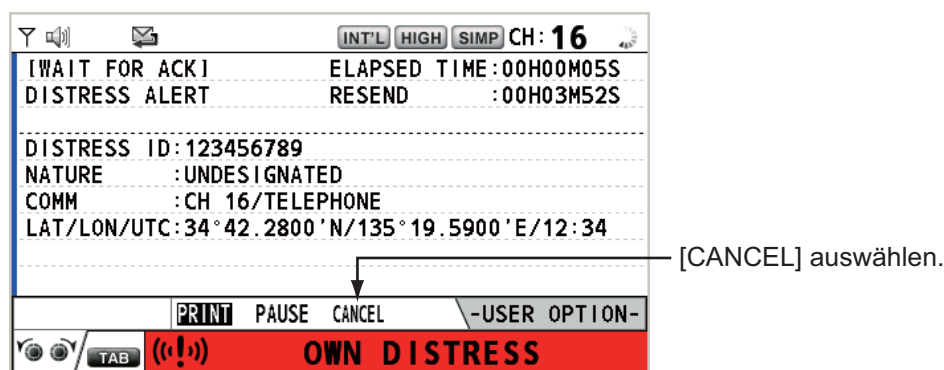 INT'L HIGH SIMP CH:16
[WAIT FOR ACK] ELAPSED TIME:00H00M05S
DISTRESS ALERT RESEND :00H03M52S
DISTRESS ID:123456789
NATURE :UNDESIGNATED
COMM :CH 16/TELEPHONE
LAT/LON/UTC:34°42.2800'N/135°19.5900'E/12:34
[CANCEL] auswählen.
PRINT PAUSE CANCEL -USER OPTION-
TAB OWN DISTRESS